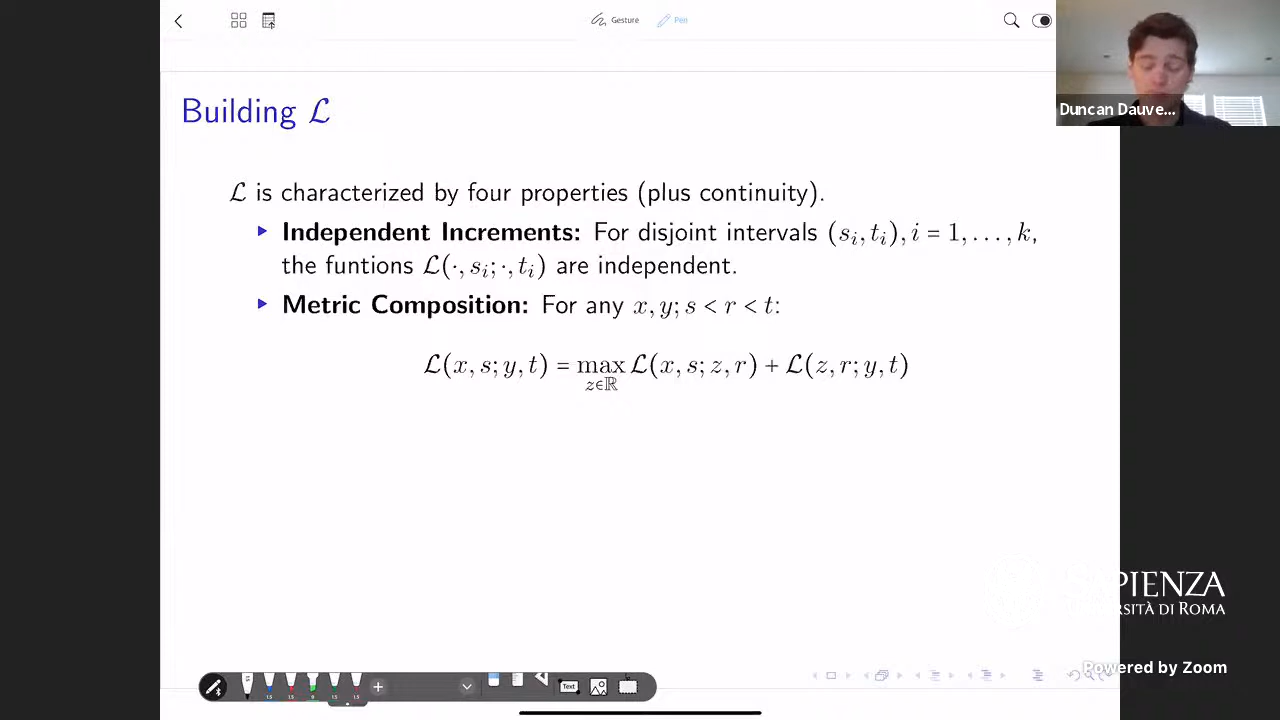 Gesture Pen
Duncan Dauve...
Building ℒ
ℒ is characterized by four properties (plus continuity).
Independent Increments: For disjoint intervals (sᵢ, tᵢ), i = 1, . . . , k,
the funtions ℒ(·, sᵢ; ·, tᵢ) are independent.
Metric Composition: For any x, y; s < r < t:
ℒ(x, s; y, t) = max ℒ(x, s; z, r) + ℒ(z, r; y, t)
z∈ℝ
PIENZA
DI ROMA
Powered by Zoom
Text